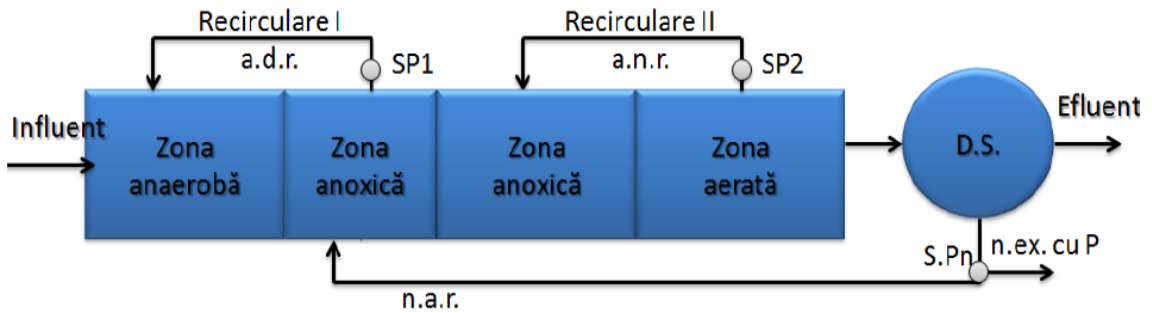 Recirculare I
a.d.r.
SP1
Recirculare II
a.n.r.
SP2
Influent
Zona
anaerobă
Zona
anoxică
Zona
anoxică
Zona
aerată
D.S.
Efluent
S.Pn
n.ex. cu P
n.a.r.